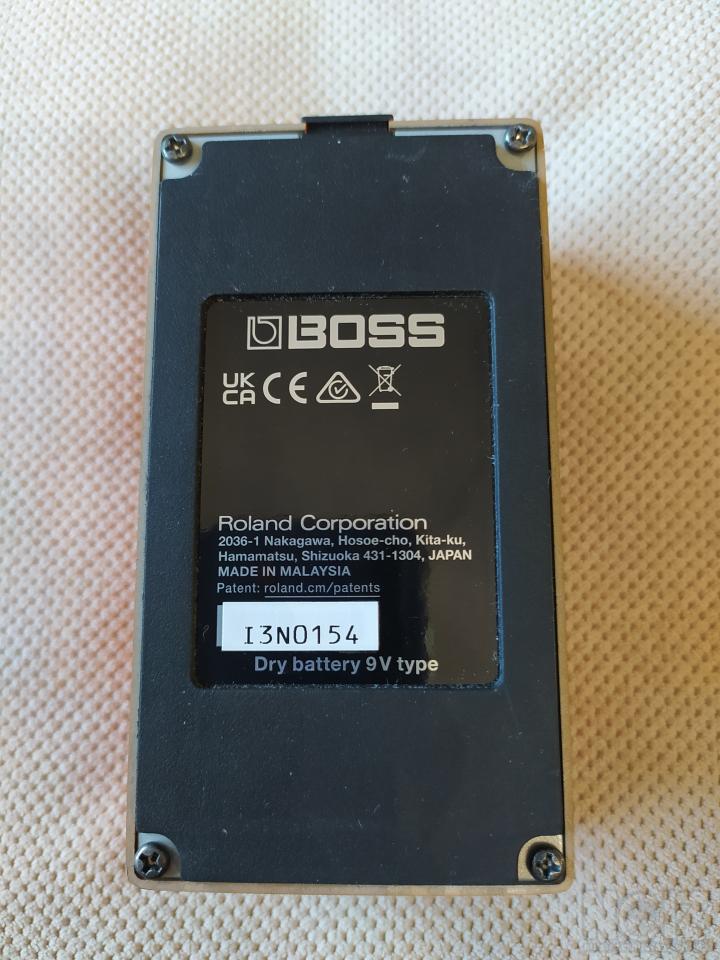 BOSS
UK
CA CE
Roland Corporation
2036-1 Nakagawa, Hosoe-cho, Kita-ku,
Hamamatsu, Shizuoka 431-1304, JAPAN
MADE IN MALAYSIA
Patent: roland.cm/patents
I3N0154
Dry battery 9V type